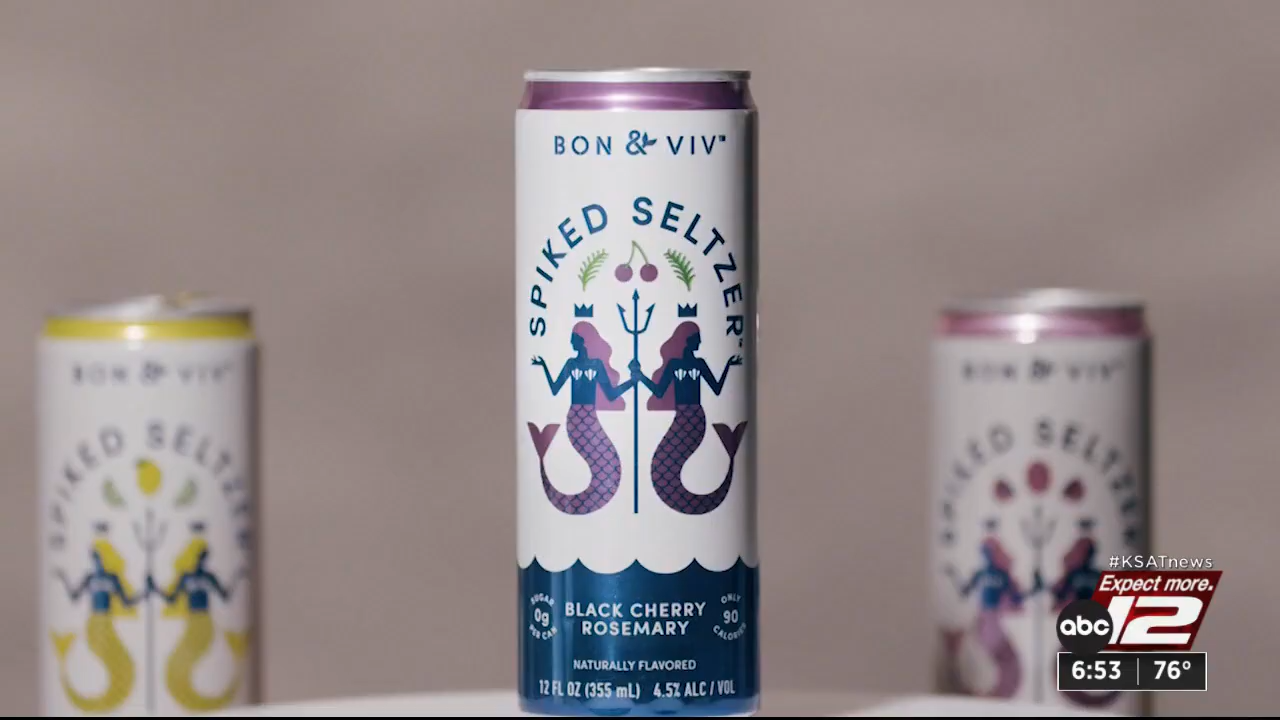 BON & VIV™
SPIKED SELTZER™
SUGAR
0g
PER CAN
BLACK CHERRY
ROSEMARY
ONLY
90
CALORIES
NATURALLY FLAVORED
12 FL OZ (355 mL) 4.5% ALC / VOL
BON & VIV
SPIKED SELTZER
BON & VIV
SPIKED SELTZER
#KSATnews
Expect more.
abc 12
6:53 76°